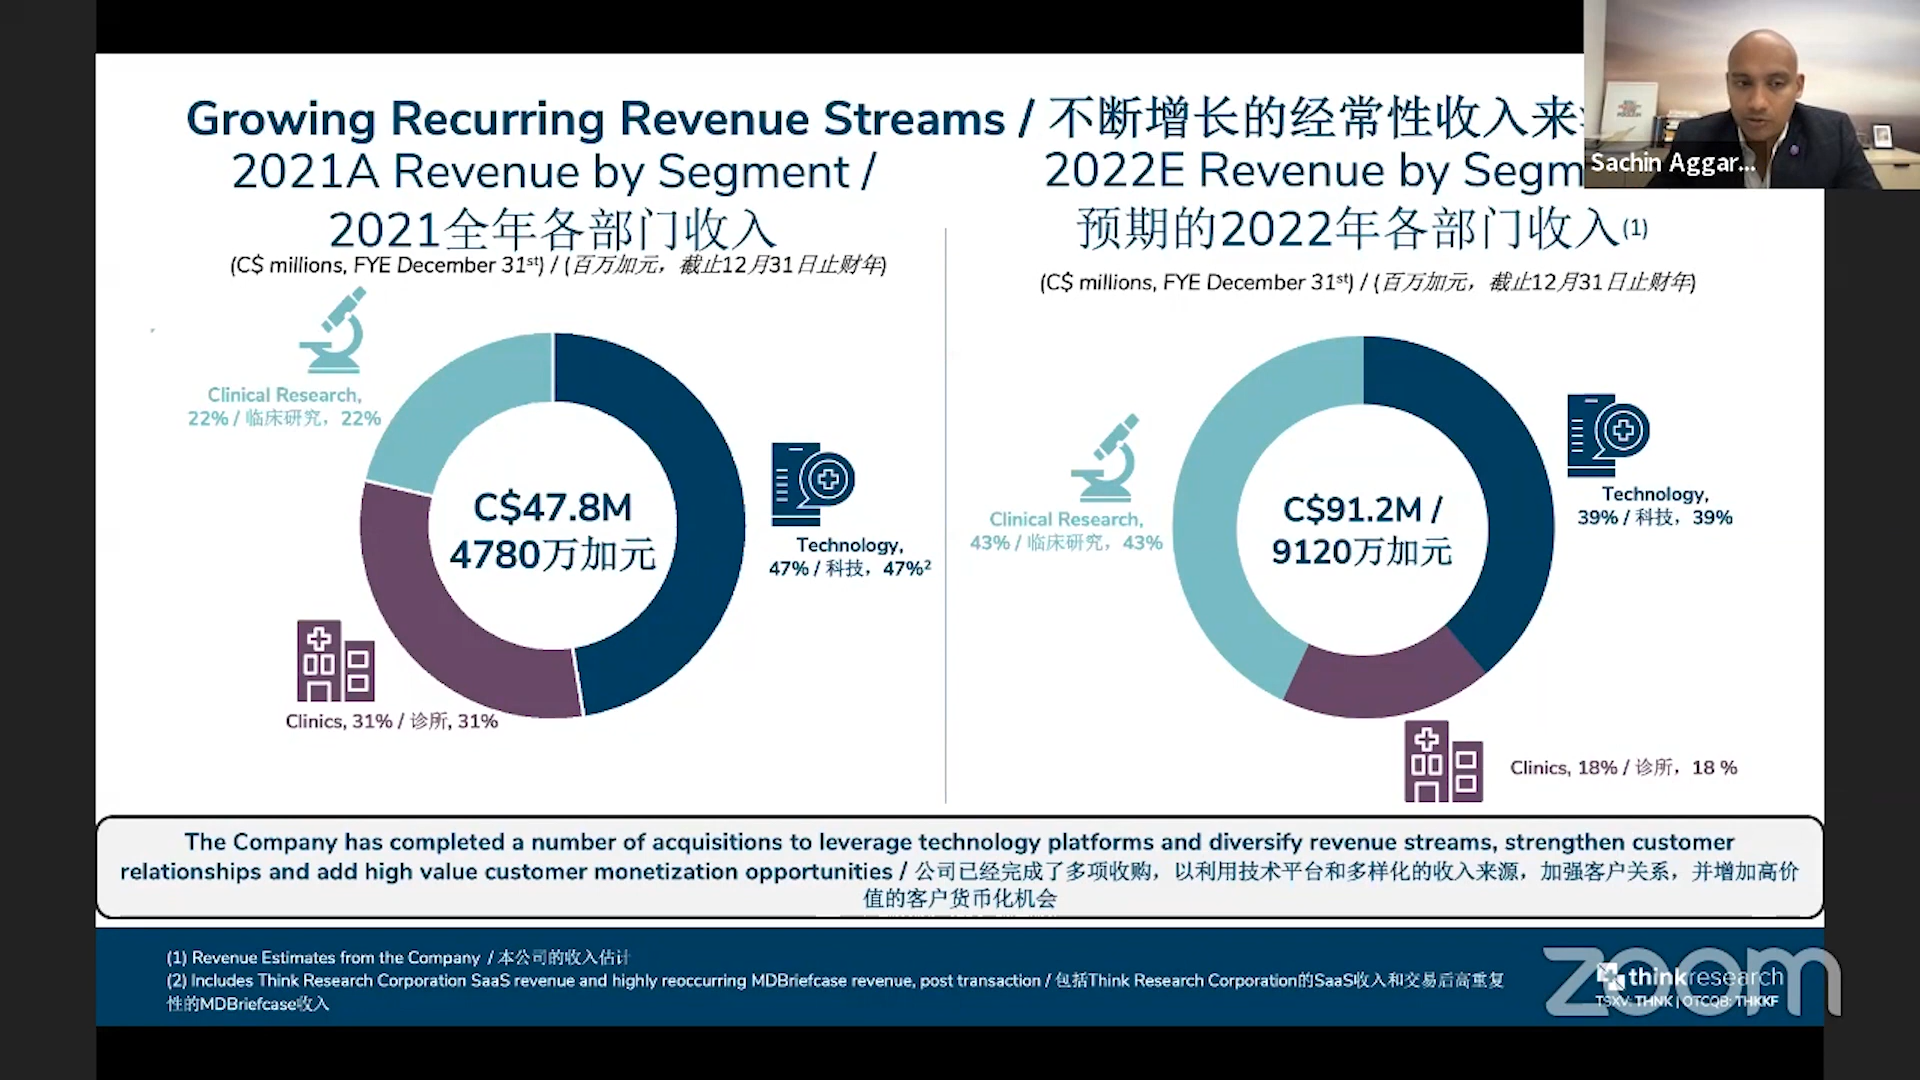 Growing Recurring Revenue Streams / 不断增长的经常性收入来
2021A Revenue by Segment /
2021全年各部门收入
(C$ millions, FYE December 31st) / (百万加元，截止12月31日止财年)
Clinical Research,
22% / 临床研究，22%
C$47.8M
4780万加元
Technology,
47% / 科技，47%2
Clinics, 31% / 诊所, 31%
2022E Revenue by Segm
预期的2022年各部门收入(1)
(C$ millions, FYE December 31st) / (百万加元，截止12月31日止财年)
Clinical Research,
43% / 临床研究，43%
C$91.2M /
9120万加元
Technology,
39% / 科技，39%
Clinics, 18% / 诊所，18 %
Sachin Aggar...
The Company has completed a number of acquisitions to leverage technology platforms and diversify revenue streams, strengthen customer
relationships and add high value customer monetization opportunities / 公司已经完成了多项收购，以利用技术平台和多样化的收入来源，加强客户关系，并增加高价
值的客户货币化机会
(1) Revenue Estimates from the Company / 本公司的收入估计
(2) Includes Think Research Corporation SaaS revenue and highly reoccurring MDBriefcase revenue, post transaction / 包括Think Research Corporation的SaaS收入和交易后高重复
性的MDBriefcase收入
thinkresearch
TSXV: THNK | OTCQB: THKKF
zoom